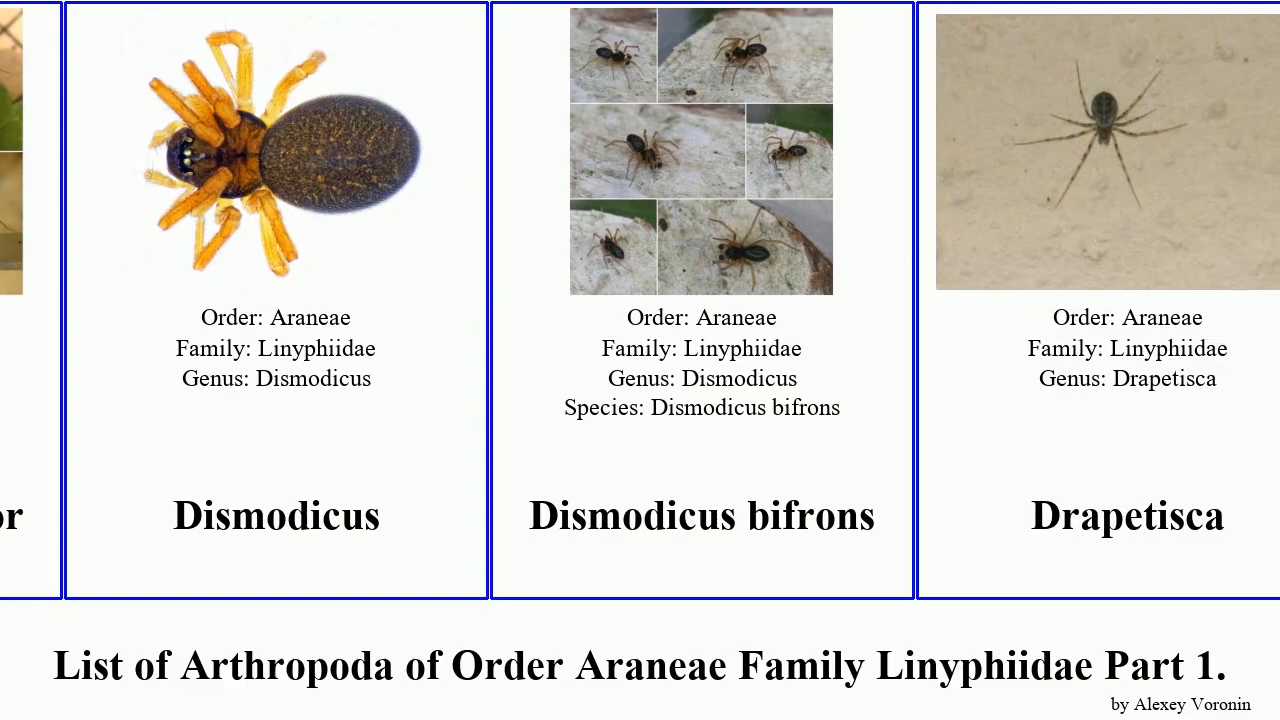 Order: Araneae
Family: Linyphiidae
Genus: Dismodicus
Dismodicus
Order: Araneae
Family: Linyphiidae
Genus: Dismodicus
Species: Dismodicus bifrons
Dismodicus bifrons
Order: Araneae
Family: Linyphiidae
Genus: Drapetisca
Drapetisca
or
List of Arthropoda of Order Araneae Family Linyphiidae Part 1.
by Alexey Voronin